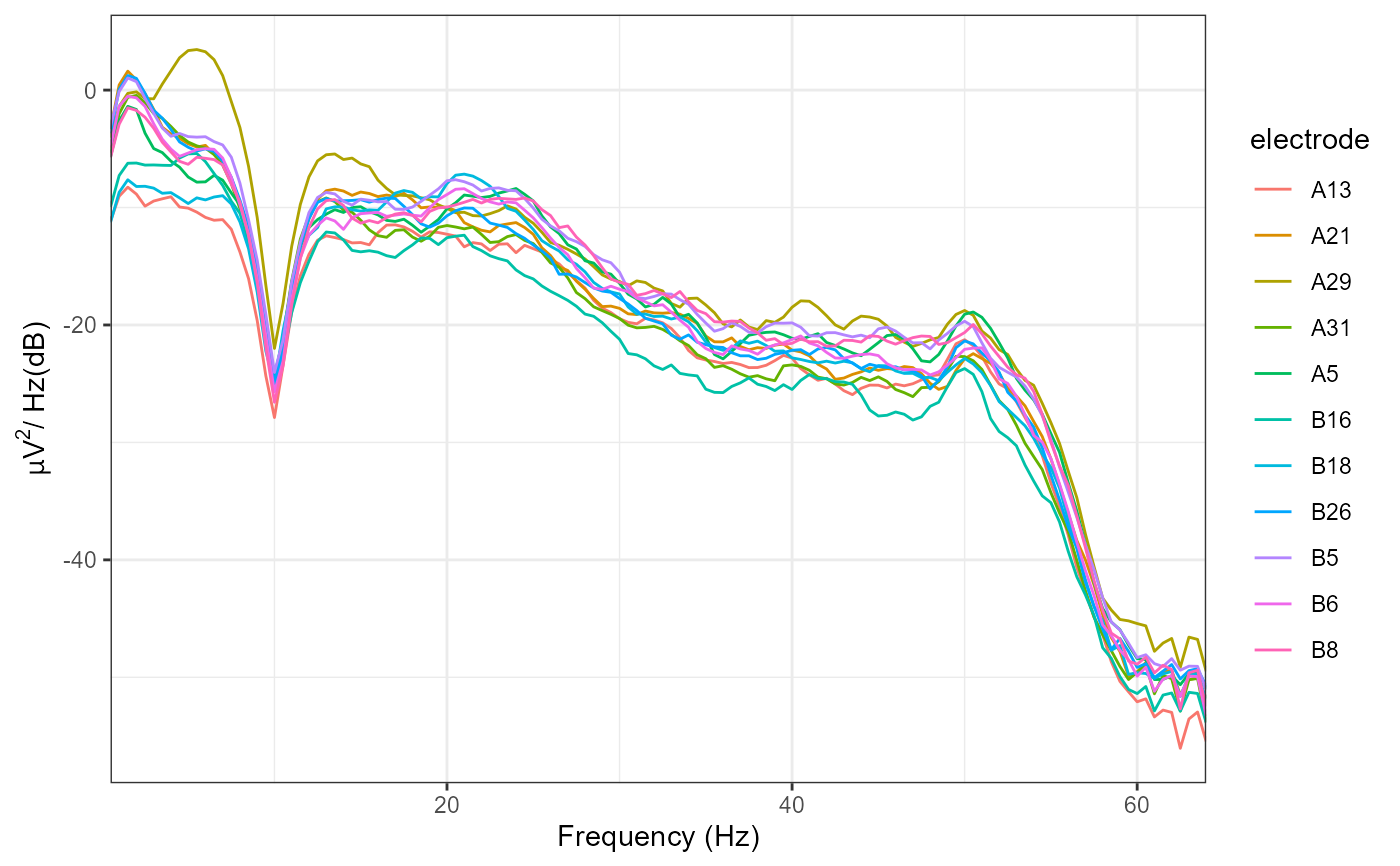 0
-20
-40
µV²/ Hz(dB)
20
40
60
Frequency (Hz)
electrode
A13
A21
A29
A31
A5
B16
B18
B26
B5
B6
B8